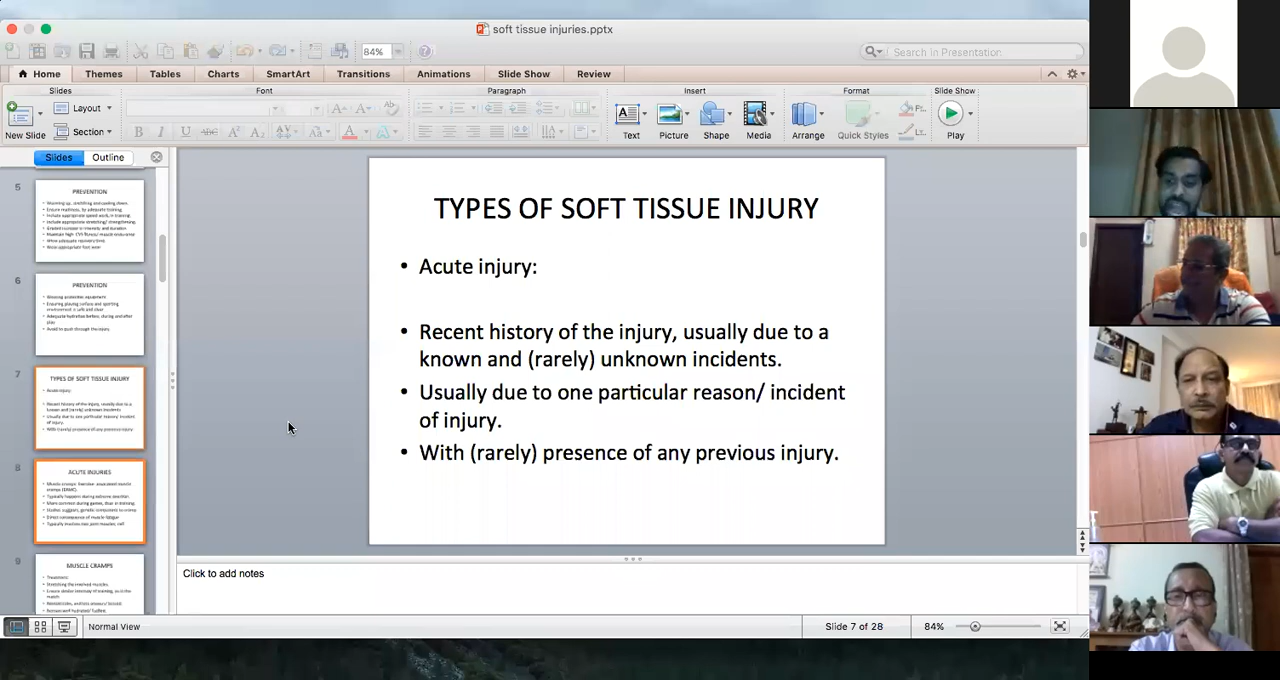 soft tissue injuries.pptx
84%
Search in Presentation
Home Themes Tables Charts SmartArt Transitions Animations Slide Show Review
Slides Font Paragraph Insert Format Slide Show
New Slide Layout Section
B I U ABC
Text Picture Shape Media Arrange Quick Styles Play
Slides Outline
5
PREVENTION
6
PREVENTION
7
TYPES OF SOFT TISSUE INJURY
Acute injury:
8
ACUTE INJURIES
9
MUSCLE CRAMPS
Treatment:
TYPES OF SOFT TISSUE INJURY
• Acute injury:
• Recent history of the injury, usually due to a
known and (rarely) unknown incidents.
• Usually due to one particular reason/ incident
of injury.
• With (rarely) presence of any previous injury.
Click to add notes
Normal View
Slide 7 of 28
84%